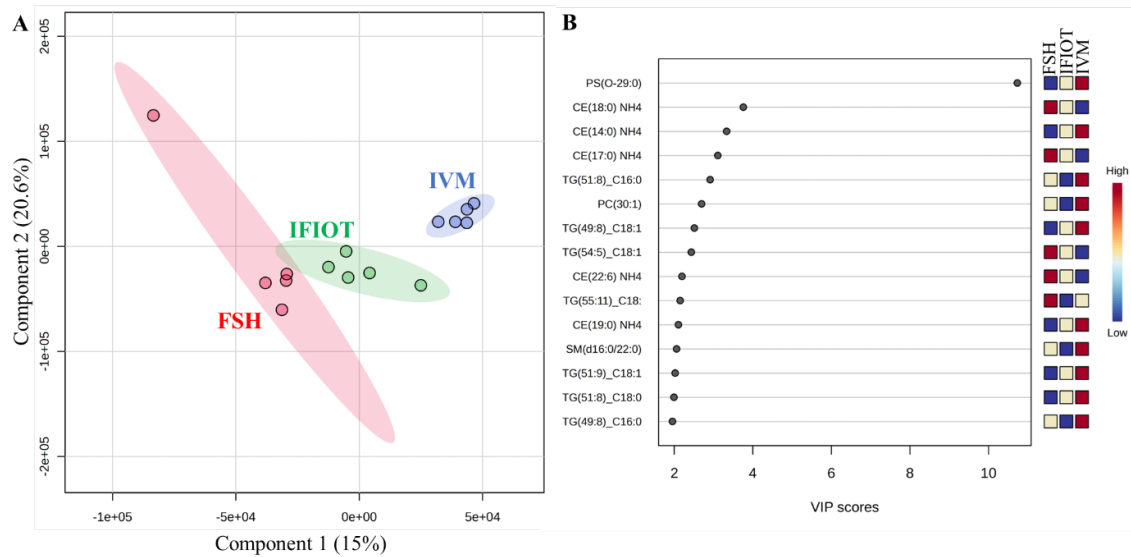 A
Component 2 (20.6%)
2e+05
1e+05
0e+00
-1e+05
-2e+05
IVM
IFIOT
FSH
-1e+05
-5e+04
0e+00
5e+04
Component 1 (15%)
B
FSH
IFIOT
IVM
PS(O-29:0)
CE(18:0) NH4
CE(14:0) NH4
CE(17:0) NH4
TG(51:8)_C16:0
PC(30:1)
TG(49:8)_C18:1
TG(54:5)_C18:1
CE(22:6) NH4
TG(55:11)_C18:
CE(19:0) NH4
SM(d16:0/22:0)
TG(51:9)_C18:1
TG(51:8)_C18:0
TG(49:8)_C16:0
2
4
6
8
10
VIP scores
High
Low